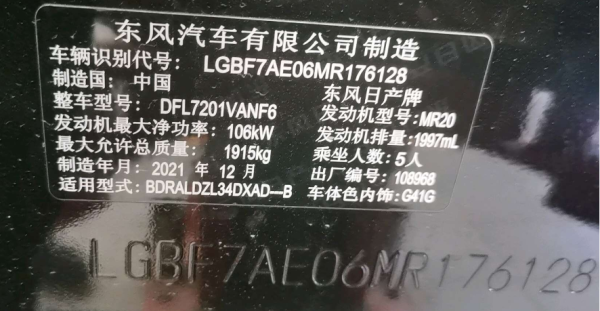 东风汽车有限公司制造
车辆识别代号: LGBF7AE06MR176128
制造国: 中国 东风日产牌
整车型号: DFL7201VANF6 发动机型号: MR20
发动机最大净功率: 106kW 发动机排量: 1997mL
最大允许总质量: 1915kg 乘坐人数: 5人
制造年月: 2021 年 12 月 出厂编号: 108968
适用型式: BDRALDZL34DXAD—B 车体色内饰: G41G
LGBF7AE06MR176128